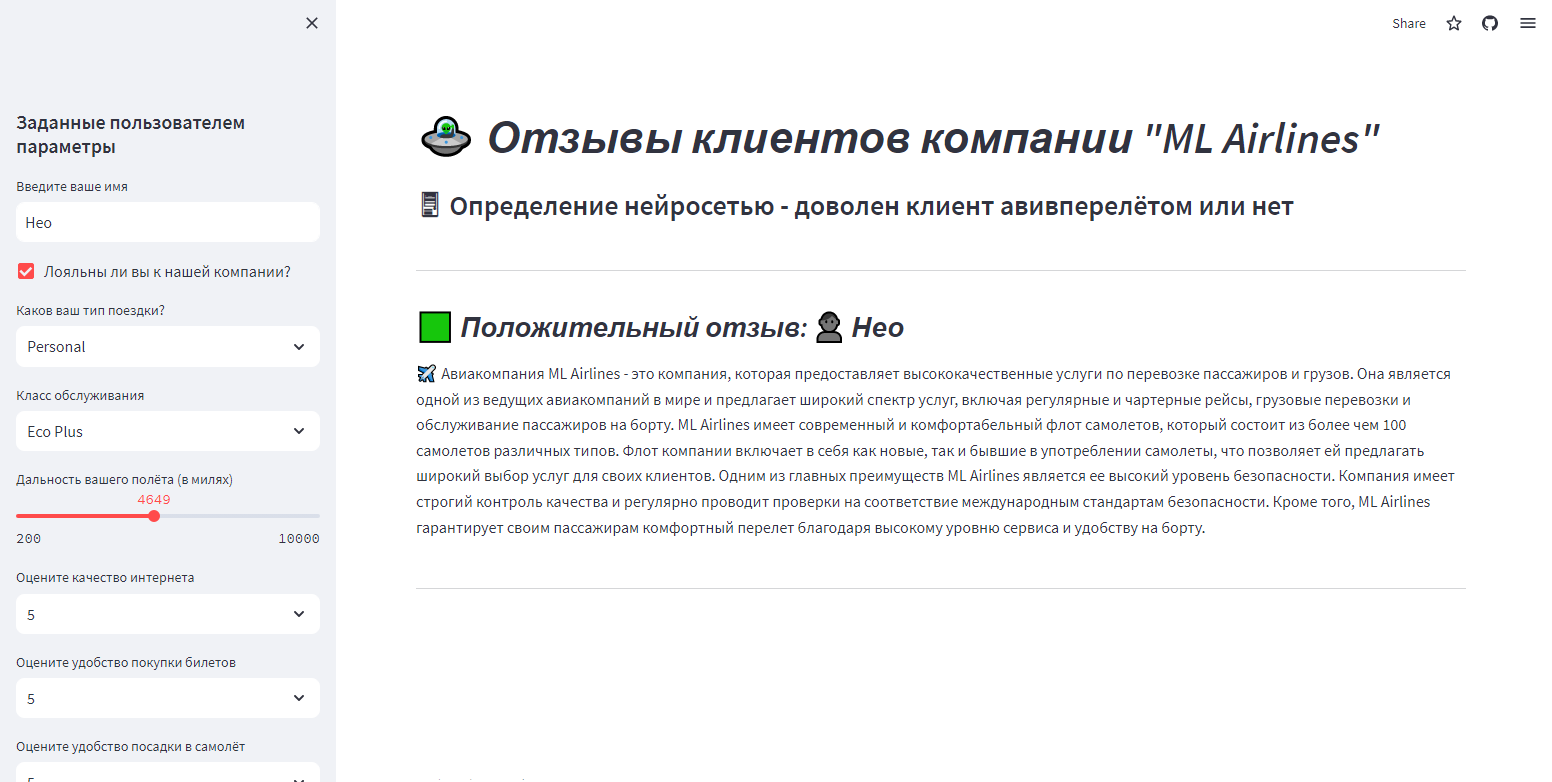 Share
Заданные пользователем
параметры
Введите ваше имя
Нео
Лояльны ли вы к нашей компании?
Каков ваш тип поездки?
Personal
Класс обслуживания
Eco Plus
Дальность вашего полёта (в милях)
4649
200 10000
Оцените качество интернета
5
Оцените удобство покупки билетов
5
Оцените удобство посадки в самолёт
Отзывы клиентов компании "ML Airlines"
Определение нейросетью - доволен клиент авивперелётом или нет
Положительный отзыв: Нео
Авиакомпания ML Airlines - это компания, которая предоставляет высококачественные услуги по перевозке пассажиров и грузов. Она является
одной из ведущих авиакомпаний в мире и предлагает широкий спектр услуг, включая регулярные и чартерные рейсы, грузовые перевозки и
обслуживание пассажиров на борту. ML Airlines имеет современный и комфортабельный флот самолетов, который состоит из более чем 100
самолетов различных типов. Флот компании включает в себя как новые, так и бывшие в употреблении самолеты, что позволяет ей предлагать
широкий выбор услуг для своих клиентов. Одним из главных преимуществ ML Airlines является ее высокий уровень безопасности. Компания имеет
строгий контроль качества и регулярно проводит проверки на соответствие международным стандартам безопасности. Кроме того, ML Airlines
гарантирует своим пассажирам комфортный перелет благодаря высокому уровню сервиса и удобству на борту.